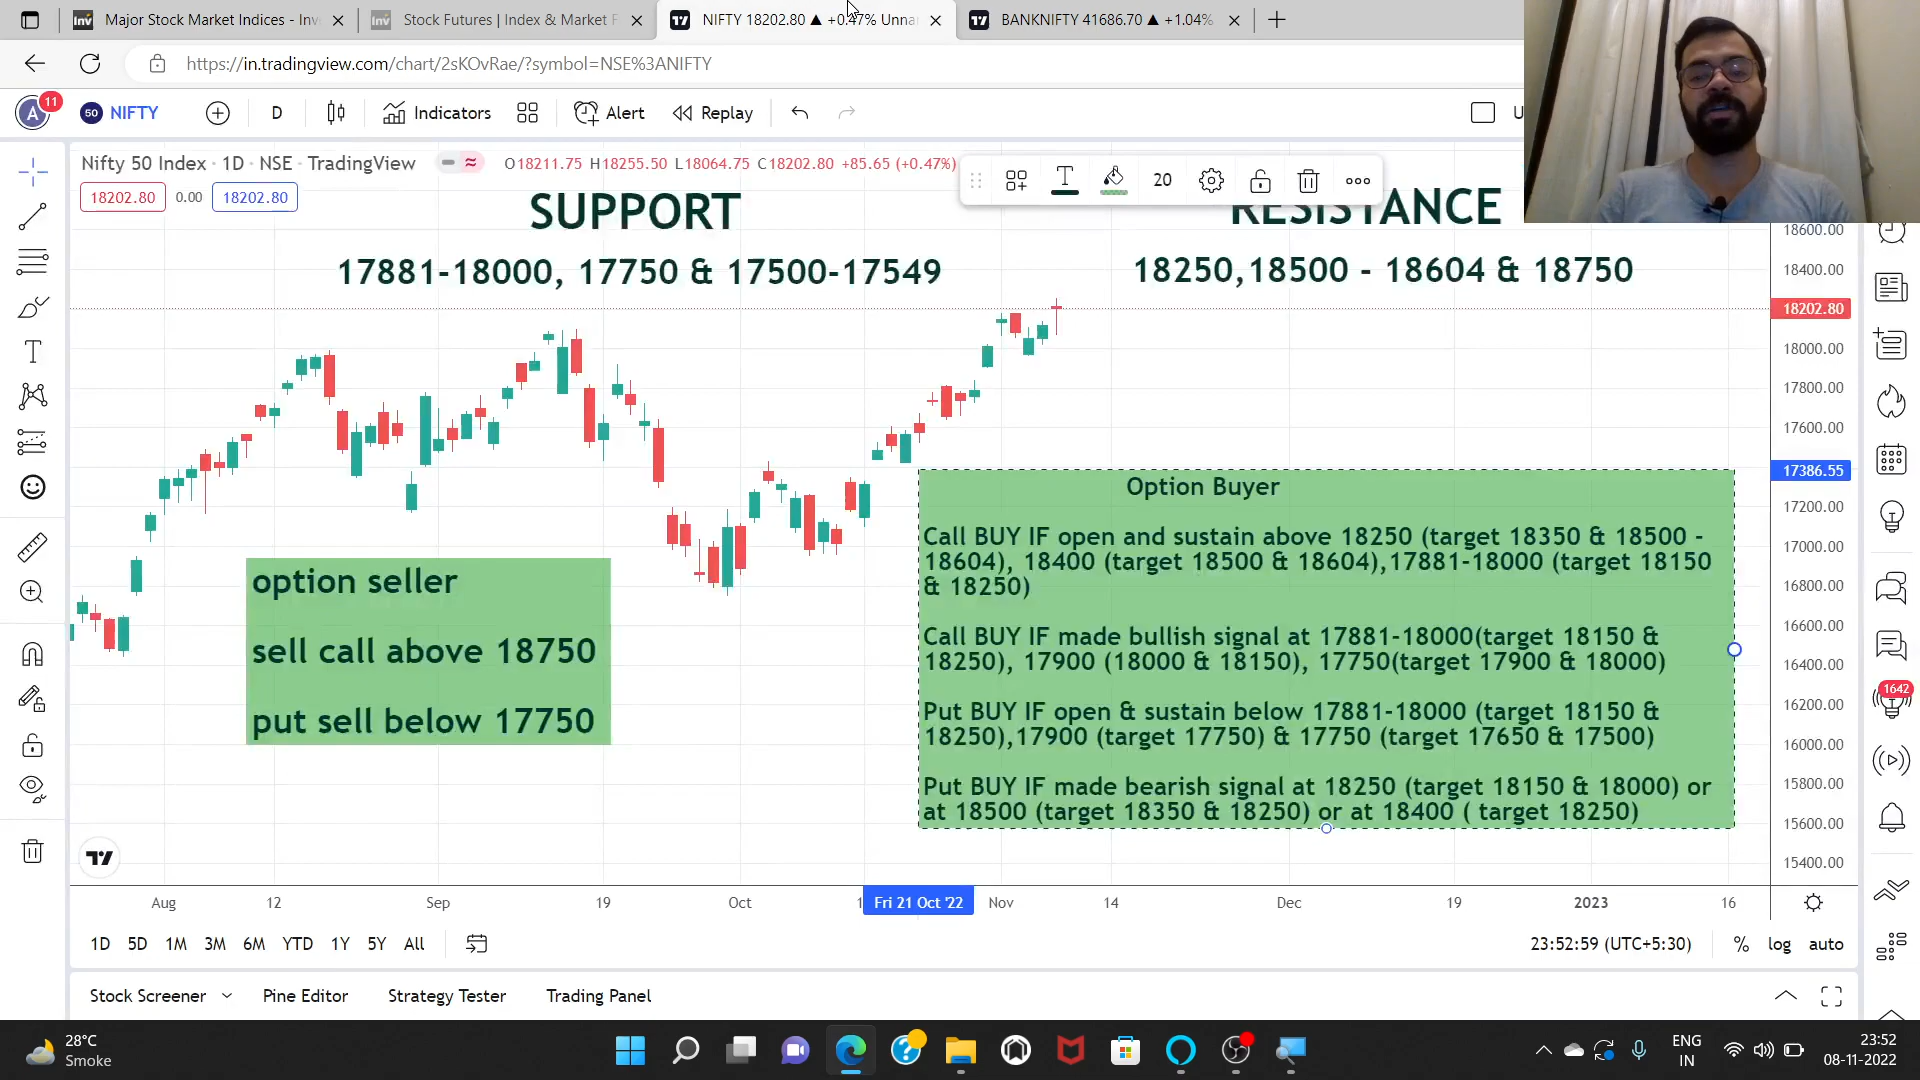 Major Stock Market Indices - Inv
Stock Futures | Index & Market F
NIFTY 18202.80 ▲ +0.47% Unna
BANKNIFTY 41686.70 ▲ +1.04%
https://in.tradingview.com/chart/2sKOvRae/?symbol=NSE%3ANIFTY
A
11
50
NIFTY
D
Indicators
Alert
Replay
U
Nifty 50 Index · 1D · NSE · TradingView
O18211.75 H18255.50 L18064.75 C18202.80 +85.65 (+0.47%)
20
18202.80
0.00
18202.80
SUPPORT
RESISTANCE
17881-18000, 17750 & 17500-17549
18250,18500 - 18604 & 18750
18600.00
18400.00
18202.80
18000.00
17800.00
17600.00
17386.55
17200.00
17000.00
16800.00
16600.00
16400.00
16200.00
16000.00
15800.00
15600.00
15400.00
1642
option seller
sell call above 18750
put sell below 17750
Option Buyer
Call BUY IF open and sustain above 18250 (target 18350 & 18500 -
18604), 18400 (target 18500 & 18604),17881-18000 (target 18150
& 18250)
Call BUY IF made bullish signal at 17881-18000(target 18150 &
18250), 17900 (18000 & 18150), 17750(target 17900 & 18000)
Put BUY IF open & sustain below 17881-18000 (target 18150 &
18250),17900 (target 17750) & 17750 (target 17650 & 17500)
Put BUY IF made bearish signal at 18250 (target 18150 & 18000) or
at 18500 (target 18350 & 18250) or at 18400 ( target 18250)
Aug 12 Sep 19 Oct 1 Fri 21 Oct '22 Nov 14 Dec 19 2023 16
1D 5D 1M 3M 6M YTD 1Y 5Y All
23:52:59 (UTC+5:30)
% log auto
Stock Screener Pine Editor Strategy Tester Trading Panel
28°C
Smoke
ENG
IN
23:52
08-11-2022